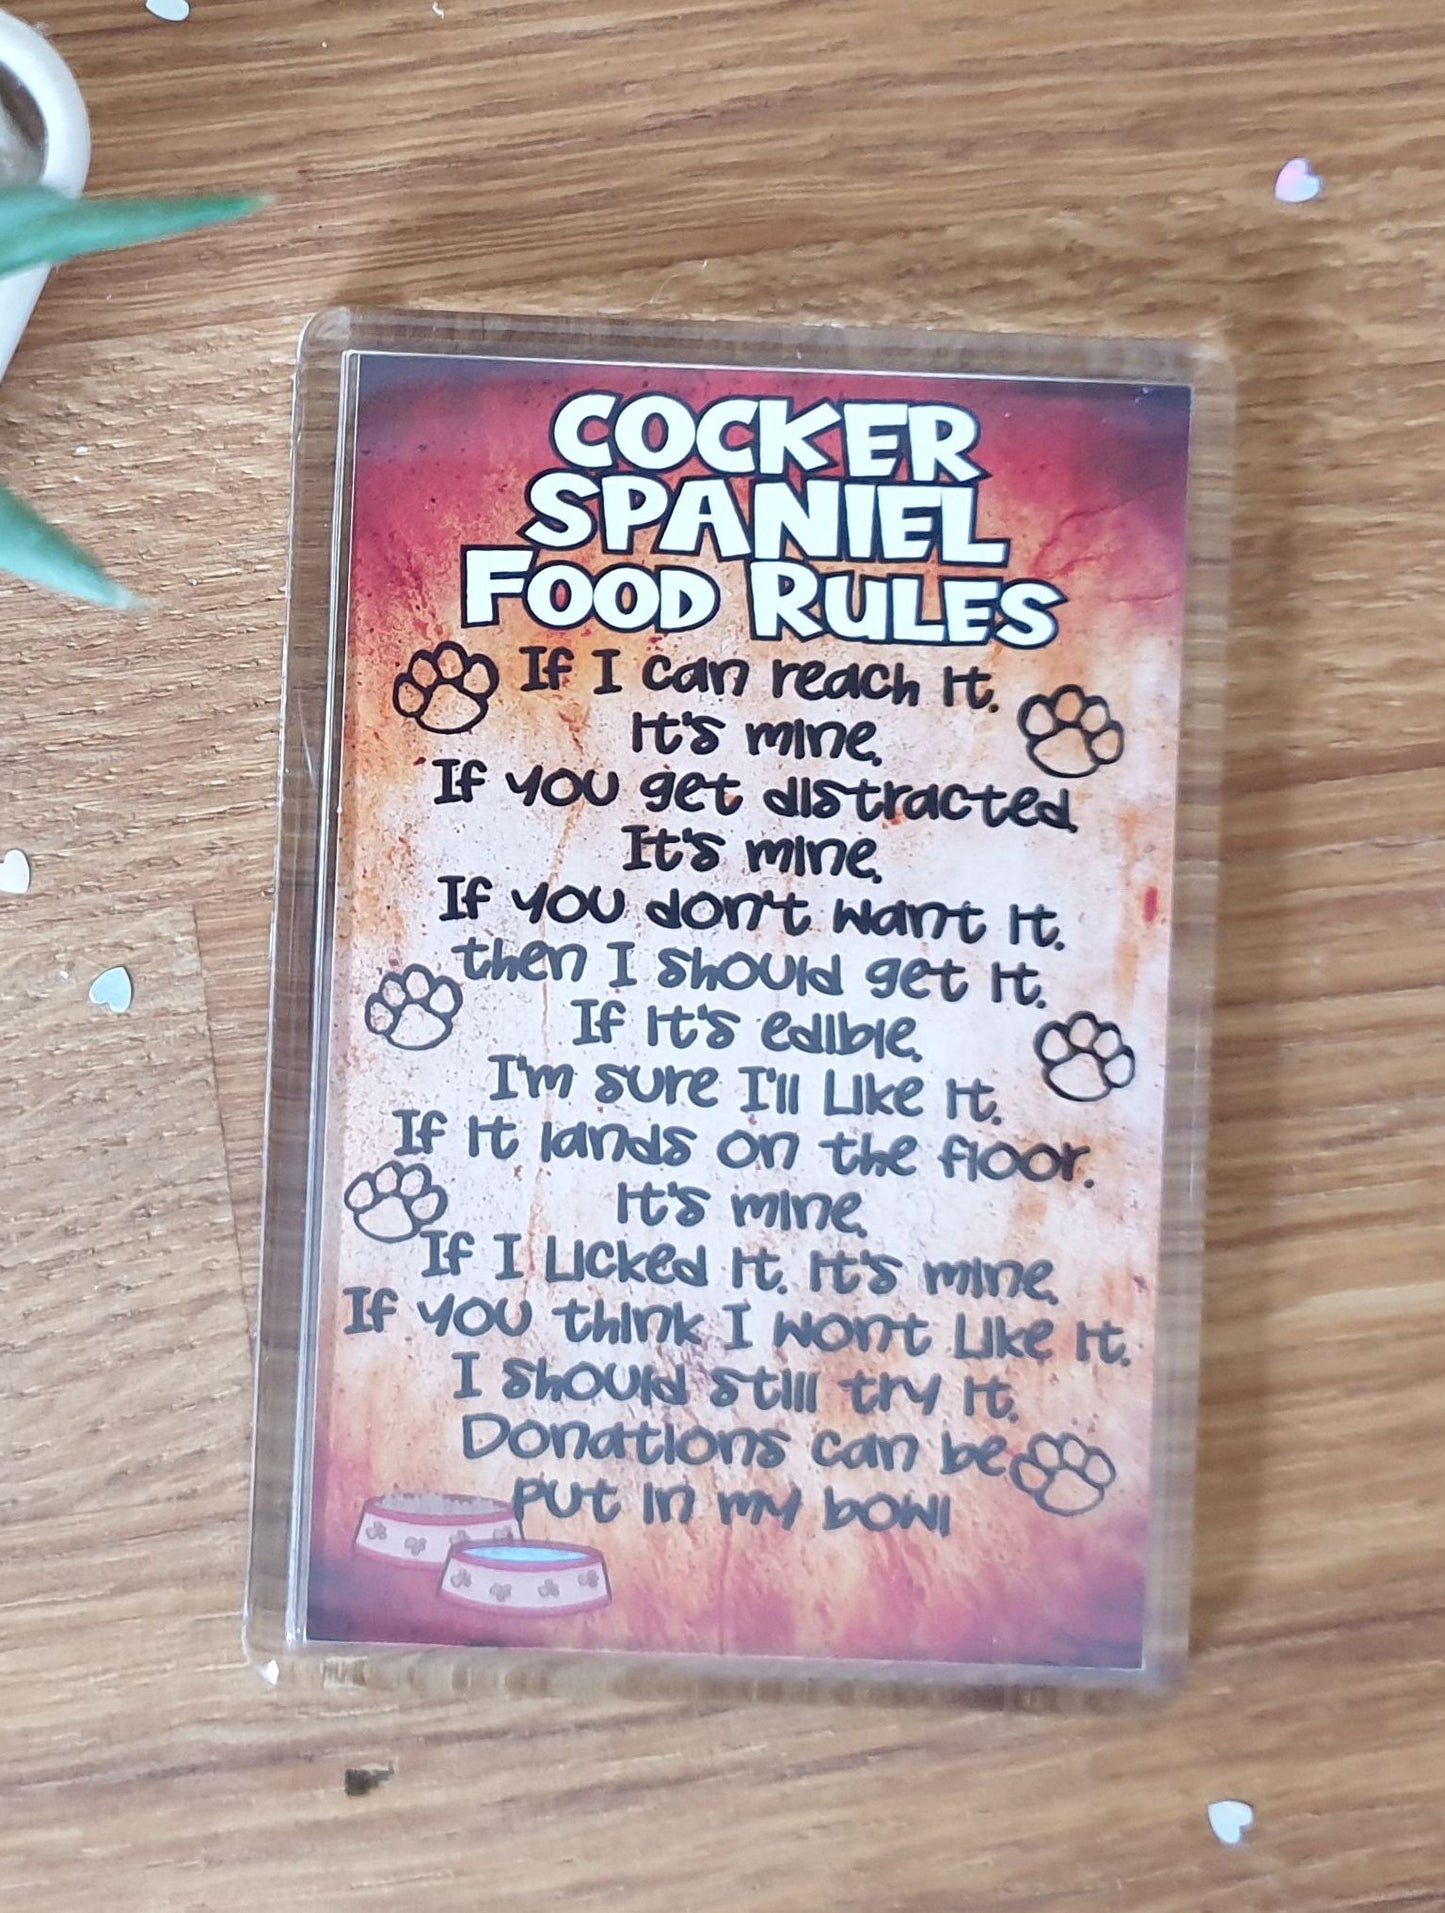 COCKER
SPANIEL
FOOD RULES
If I can reach it.
It's mine.
If you get distracted.
It's mine.
If you don't want it.
then I should get it.
If it's edible.
I'm sure I'll like it.
If it lands on the floor.
It's mine.
If I licked it. It's mine.
If you think I wont like it.
I should still try it.
Donations can be
put in my bowl